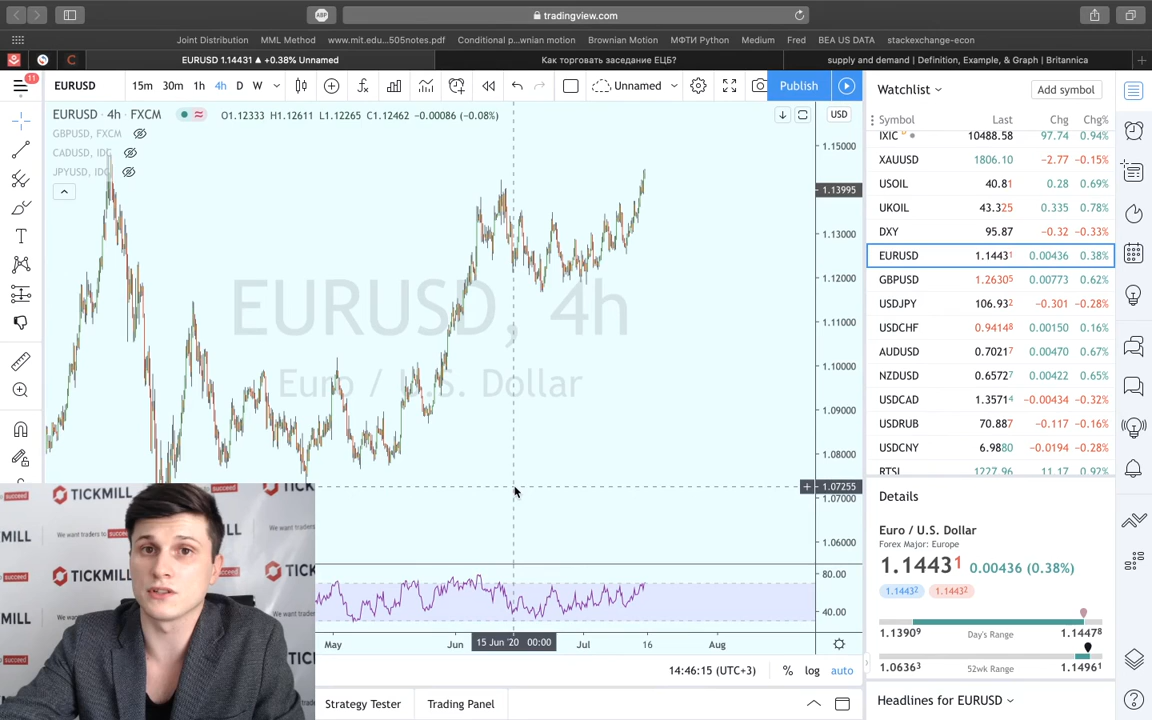 tradingview.com
ABP
Joint Distribution MML Method www.mit.edu...505notes.pdf Conditional p...wnian motion Brownian Motion МФТИ Python Medium Fred BEA US DATA stackexchange-econ
EURUSD 1.14431 ▲ +0.38% Unnamed Как торговать заседание ЕЦБ? supply and demand | Definition, Example, & Graph | Britannica
11
EURUSD 15m 30m 1h 4h D W Unnamed Publish
EURUSD · 4h · FXCM O1.12333 H1.12611 L1.12265 C1.12462 −0.00086 (−0.08%)
GBPUSD, FXCM
CADUSD, IDC
JPYUSD, IDC
EURUSD, 4h
Euro / U.S. Dollar
USD
1.15000
1.13995
1.13000
1.12000
1.11000
1.10000
1.09000
1.08000
1.07255
1.07000
1.06000
80.00
40.00
May Jun 15 Jun '20 00:00 Jul 16 Aug
14:46:15 (UTC+3) % log auto
Strategy Tester Trading Panel
Watchlist Add symbol
Symbol Last Chg Chg%
IXIC D 10488.58 97.74 0.94%
XAUUSD 1806.10 −2.77 −0.15%
USOIL 40.81 0.28 0.69%
UKOIL 43.325 0.335 0.78%
DXY 95.87 −0.32 −0.33%
EURUSD 1.14431 0.00436 0.38%
GBPUSD 1.26305 0.00773 0.62%
USDJPY 106.932 −0.301 −0.28%
USDCHF 0.94148 0.00150 0.16%
AUDUSD 0.70217 0.00470 0.67%
NZDUSD 0.65727 0.00422 0.65%
USDCAD 1.35714 −0.00434 −0.32%
USDRUB 70.887 −0.117 −0.16%
USDCNY 6.9880 −0.0194 −0.28%
RTSI 1227.96 11.17 0.92%
Details
Euro / U.S. Dollar
Forex Major: Europe
1.14431 0.00436 (0.38%)
1.14432 1.14432
1.13909 Day's Range 1.14478
1.06363 52wk Range 1.14961
Headlines for EURUSD
TICKMILL
We want traders to succeed
TICKMILL